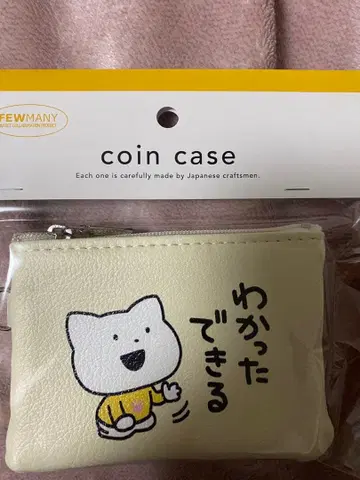 FEWMANY
coin case
Each one is carefully made by Japanese craftsmen.
わかった
できる